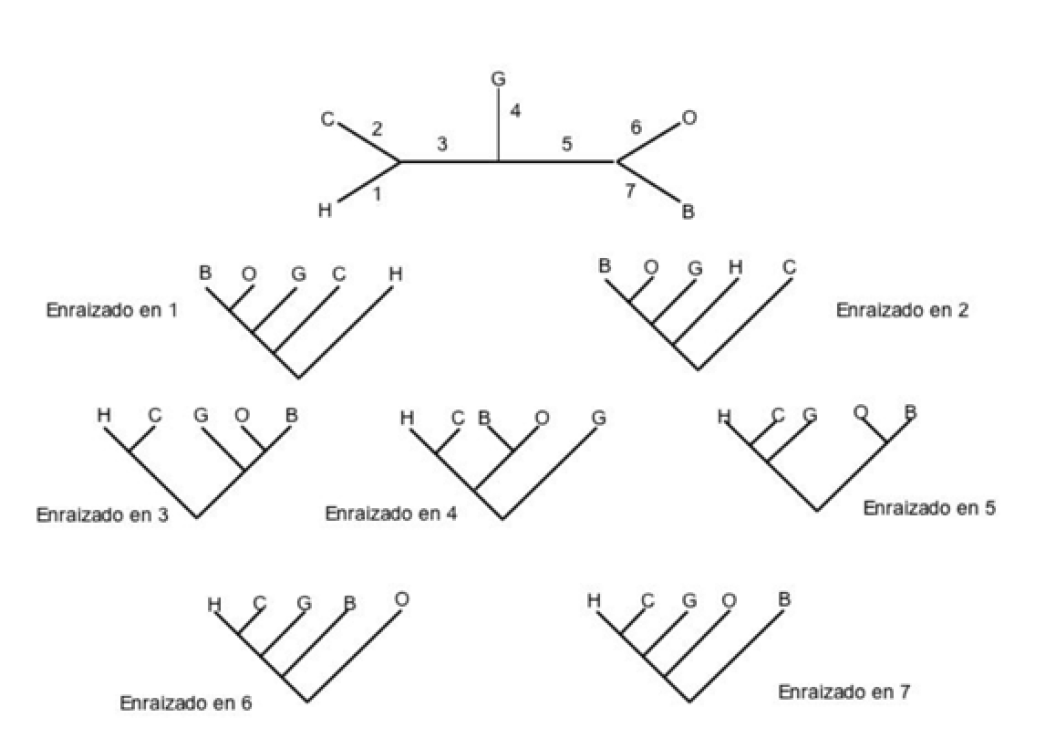 G
C 2 4 6 O
3 5
H 1 7 B
B O G C H
B O G H C
Enraizado en 1
Enraizado en 2
H C G O B
H C B O G
H C G O B
Enraizado en 3
Enraizado en 4
Enraizado en 5
H C G B O
H C G O B
Enraizado en 6
Enraizado en 7